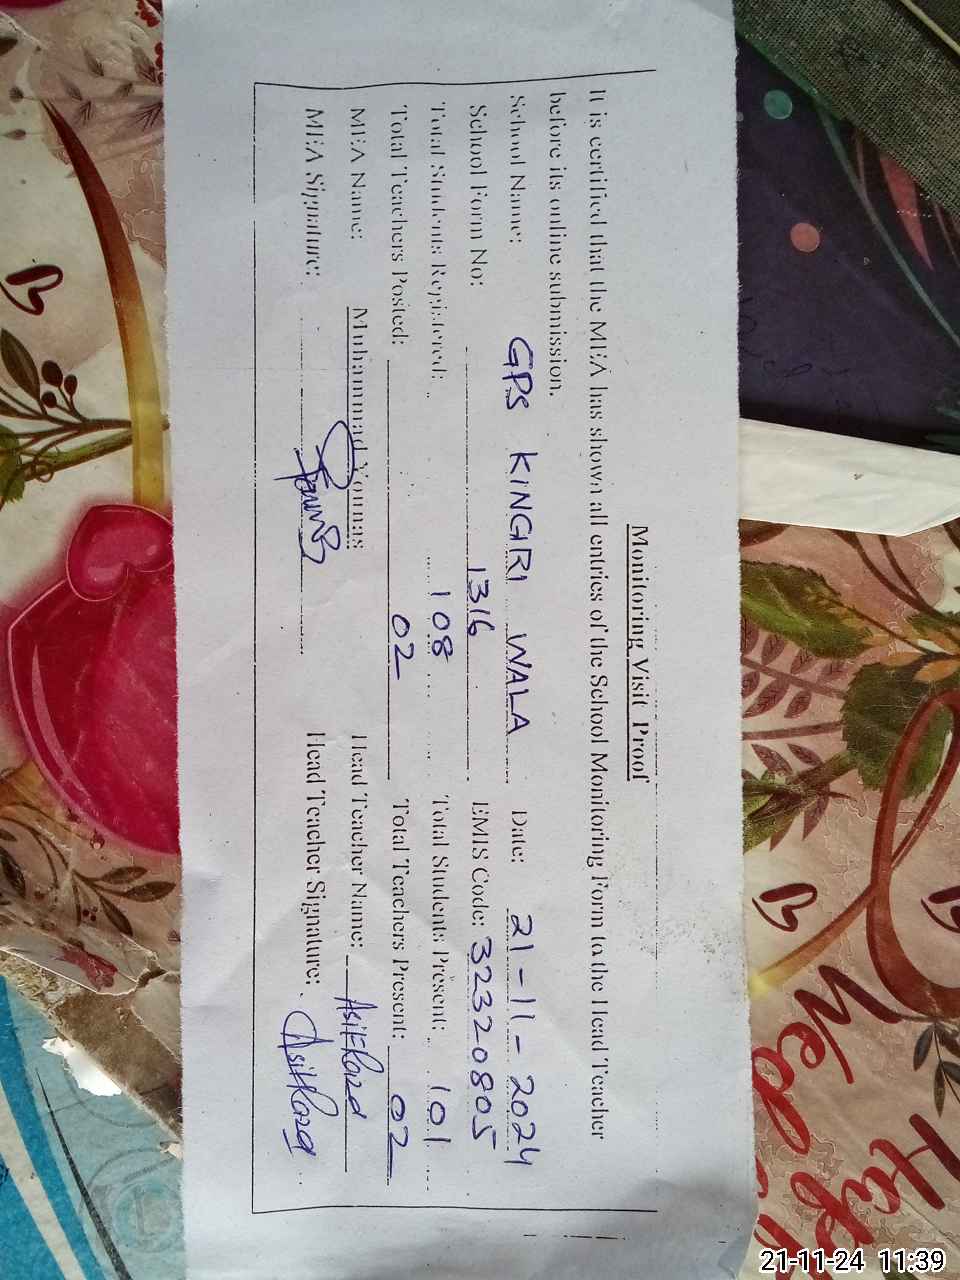 Monitoring Visit Proof
It is certified that the MEA has shown all entries of the School Monitoring Form to the Head Teacher
before its online submission.
School Name: GPS KINGRI WALA Date: 21-11-2024
School Form No: 1316 EMIS Code: 32320805
Total Students Registered: 108 Total Students Present: 101
Total Teachers Posted: 02 Total Teachers Present: 02
MEA Name: Muhammad Younas Head Teacher Name: Asif Raza
MEA Signature: Head Teacher Signature: Asif Raza
21-11-24 11:39